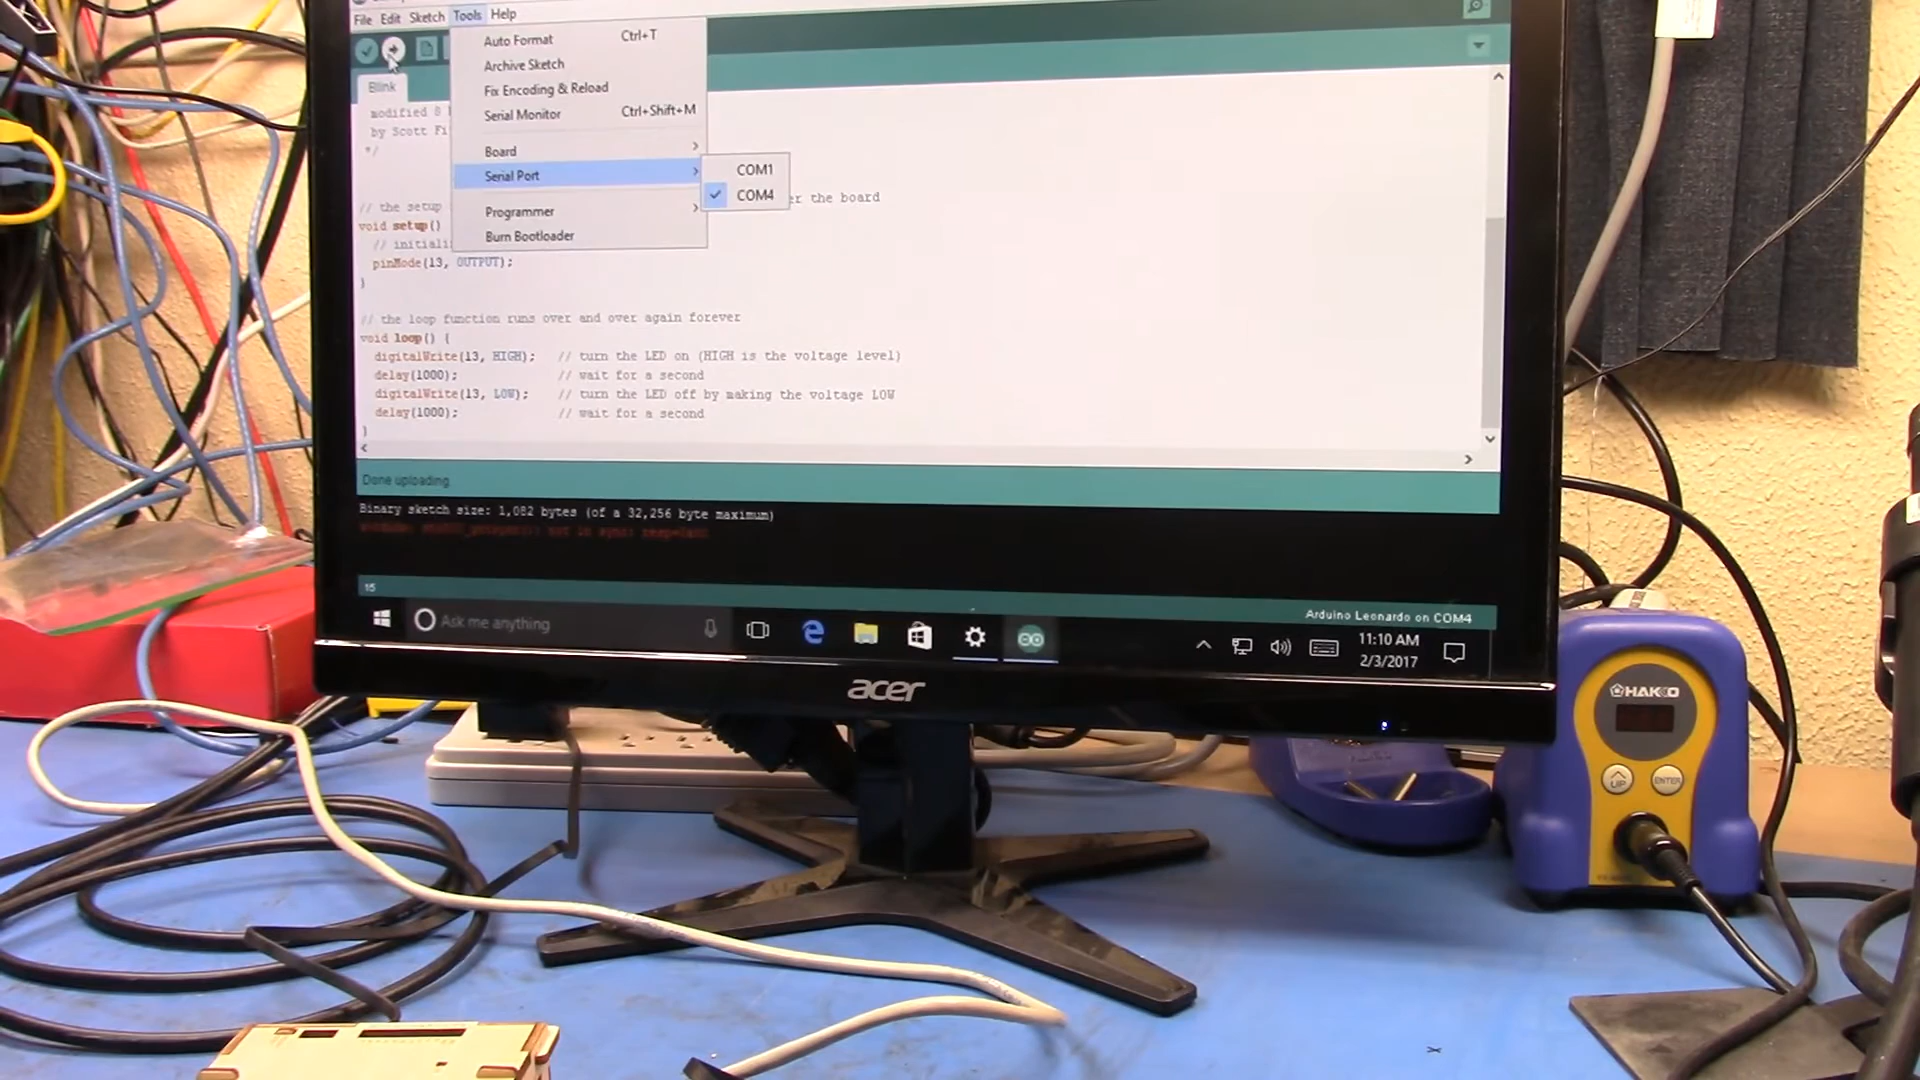 File Edit Sketch Tools Help
Auto Format Ctrl+T
Archive Sketch
Fix Encoding & Reload
Serial Monitor Ctrl+Shift+M
Board
Serial Port
Programmer
Burn Bootloader
COM1
COM4
Blink
modified 8
by Scott Fi
*/
// the setup er the board
void setup()
// initiali
pinMode(13, OUTPUT);
}
// the loop function runs over and over again forever
void loop() {
digitalWrite(13, HIGH); // turn the LED on (HIGH is the voltage level)
delay(1000); // wait for a second
digitalWrite(13, LOW); // turn the LED off by making the voltage LOW
delay(1000); // wait for a second
}
Done uploading
Binary sketch size: 1,082 bytes (of a 32,256 byte maximum)
not in sync:
15
Arduino Leonardo on COM4
Ask me anything
11:10 AM
2/3/2017
acer
HAKKO
UP
ENTER